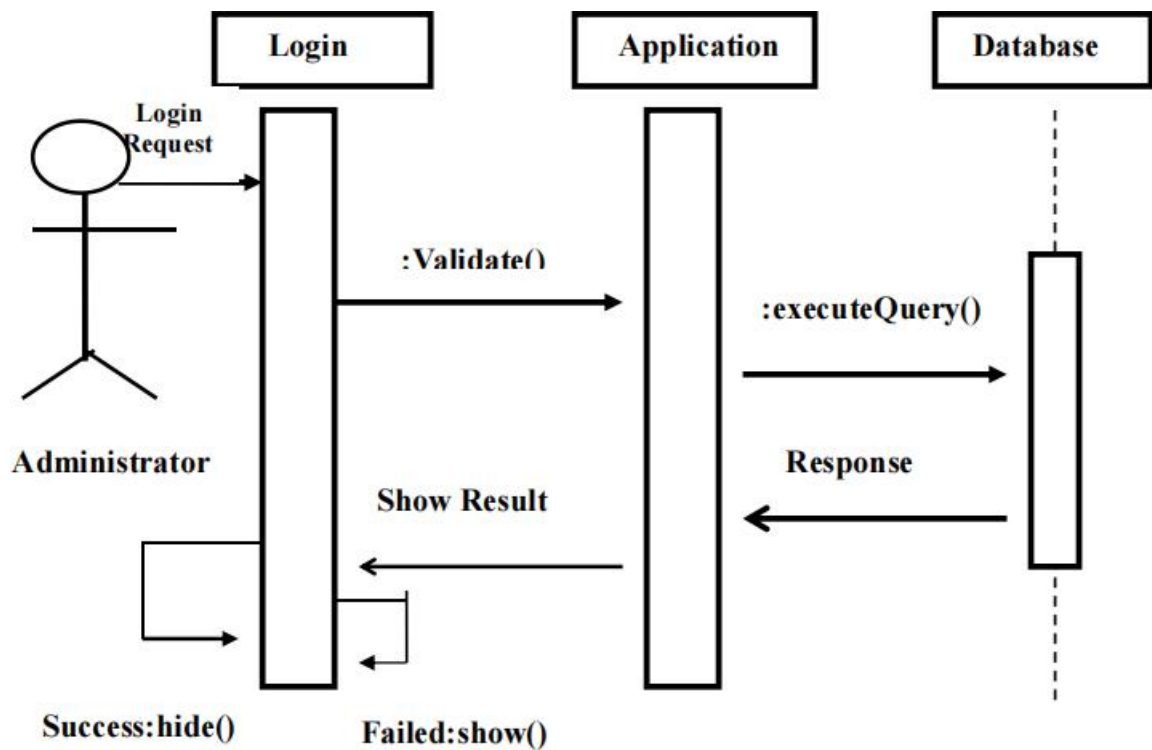 Login
Application
Database
Login
Request
:Validate()
:executeQuery()
Administrator
Response
Show Result
Success:hide()
Failed:show()